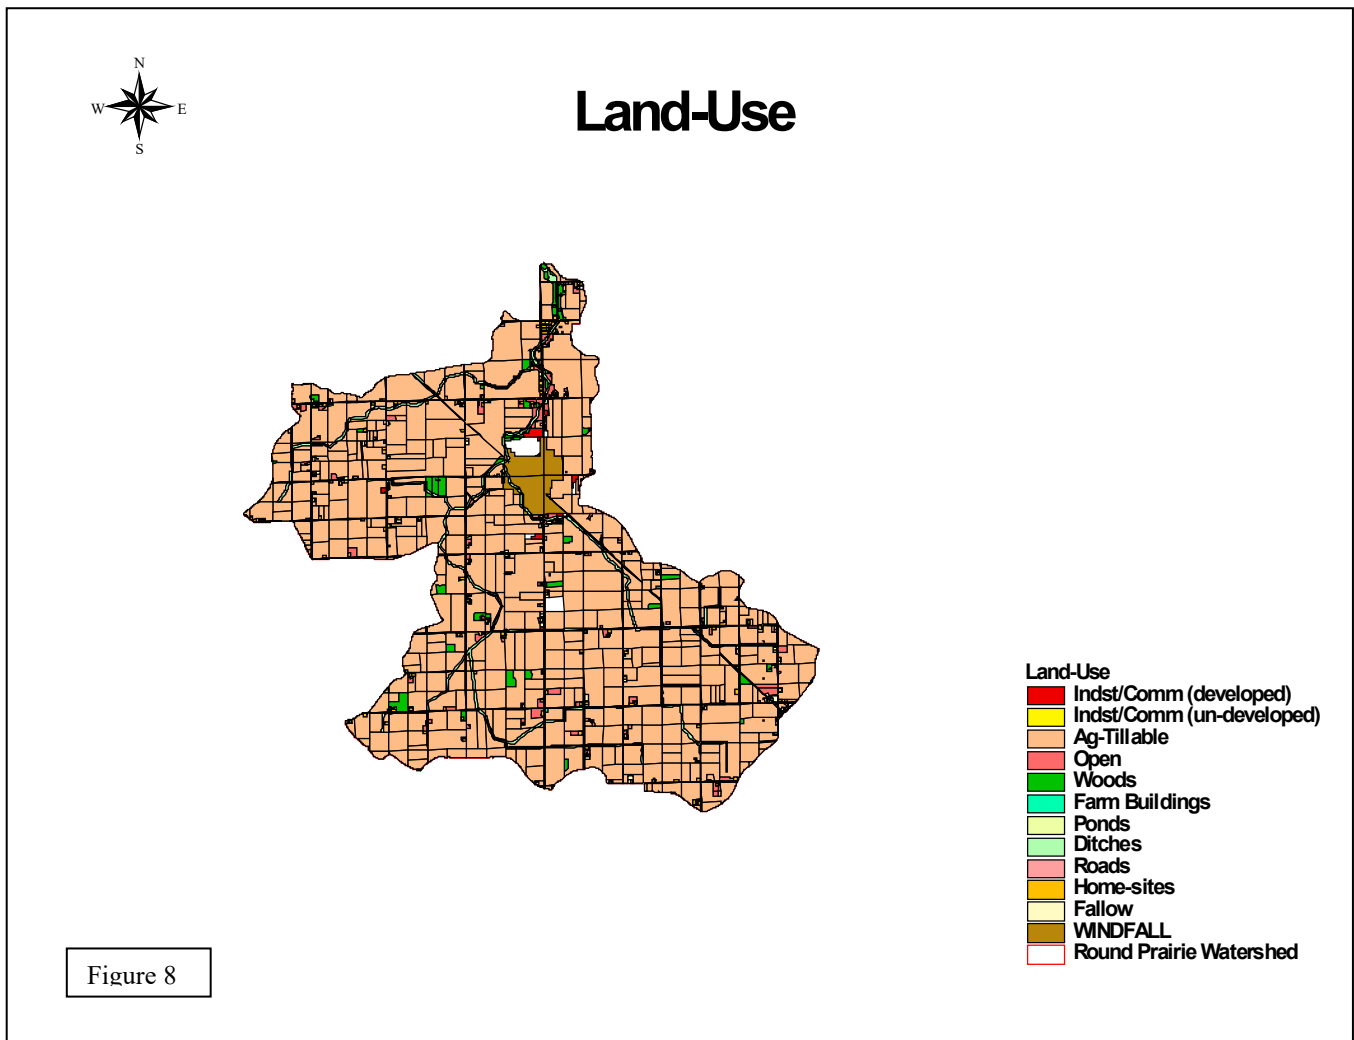 N
W E
S
Land-Use
Land-Use
Indst/Comm (developed)
Indst/Comm (un-developed)
Ag-Tillable
Open
Woods
Farm Buildings
Ponds
Ditches
Roads
Home-sites
Fallow
WINDFALL
Round Prairie Watershed
Figure 8